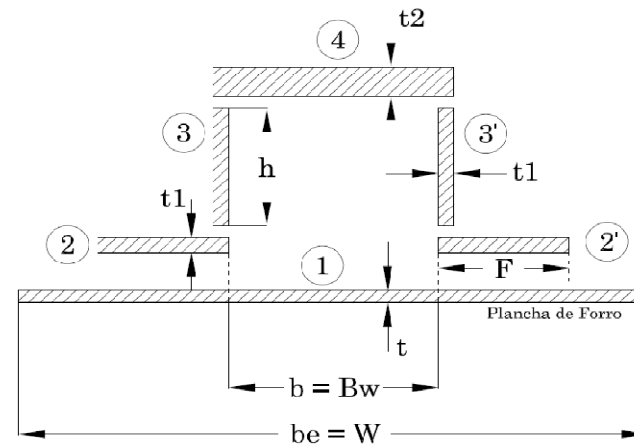 4
t2
3
3'
h
t1
t1
2
2'
1
F
Plancha de Forro
t
b = Bw
be = W